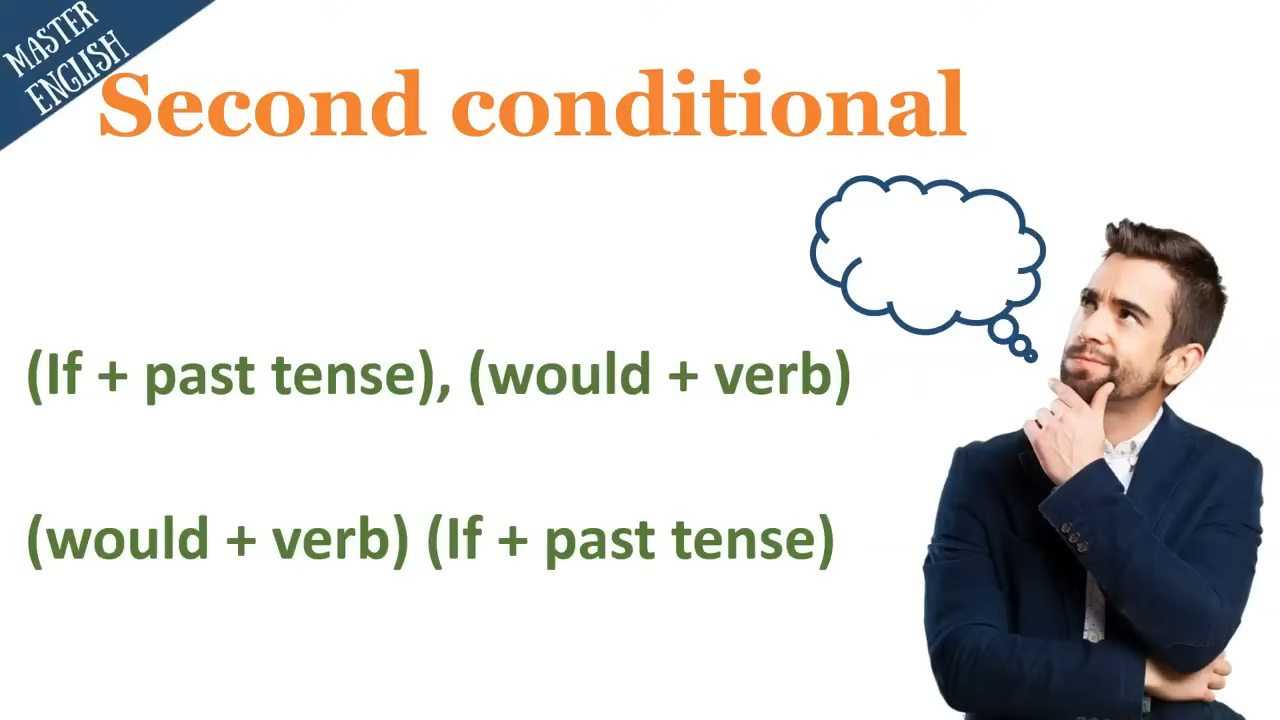 MASTER
ENGLISH
Second conditional
(If + past tense), (would + verb)
(would + verb) (If + past tense)